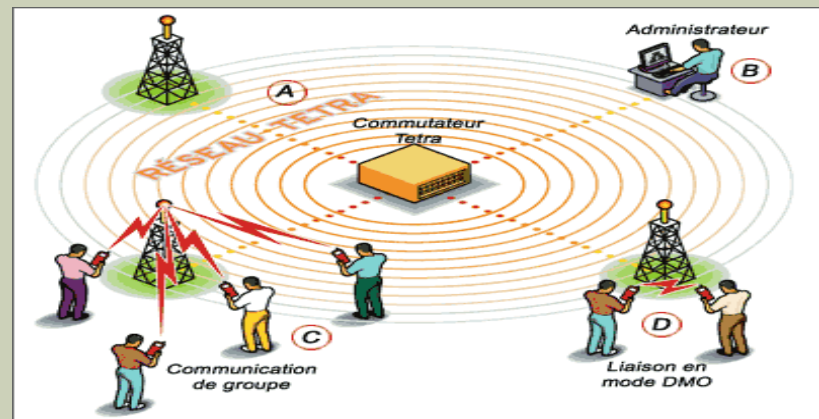 Administrateur
B
A
RÉSEAU-TETRA
Commutateur
Tetra
C
Communication
de groupe
D
Liaison en
mode DMO